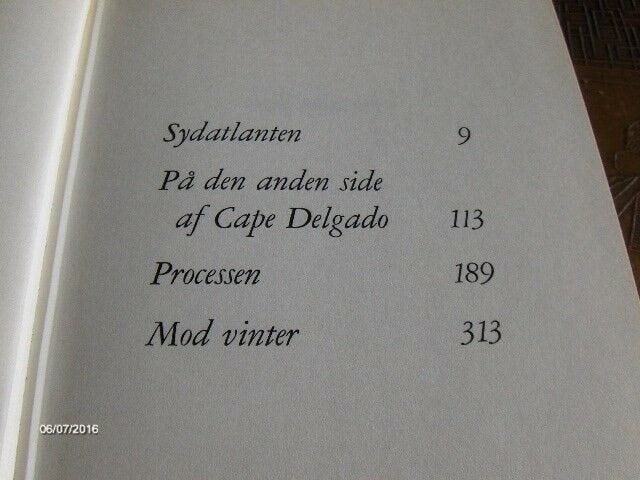 Sydatlanten 9
På den anden side
af Cape Delgado 113
Processen 189
Mod vinter 313
06/07/2016